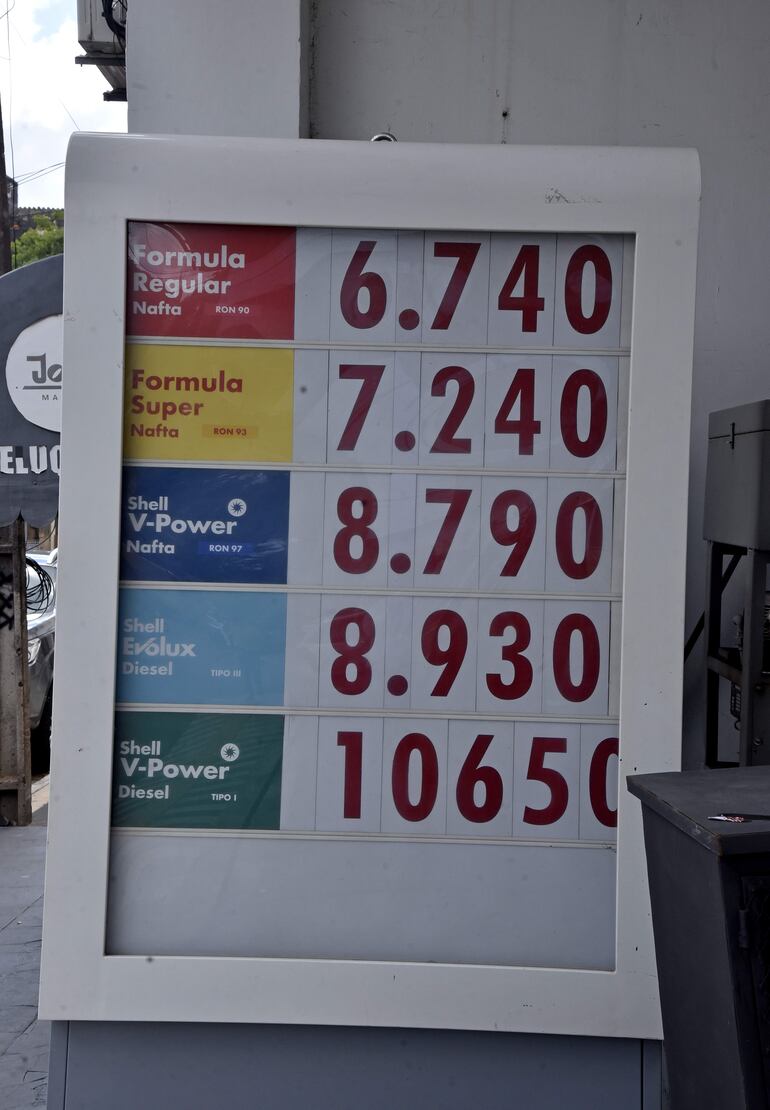 Formula
Regular
Nafta RON 90
6.740
Formula
Super
Nafta RON 93
7.240
Shell
V-Power
Nafta RON 97
8.790
Shell
Evolux
Diesel TIPO III
8.930
Shell
V-Power
Diesel TIPO I
10650